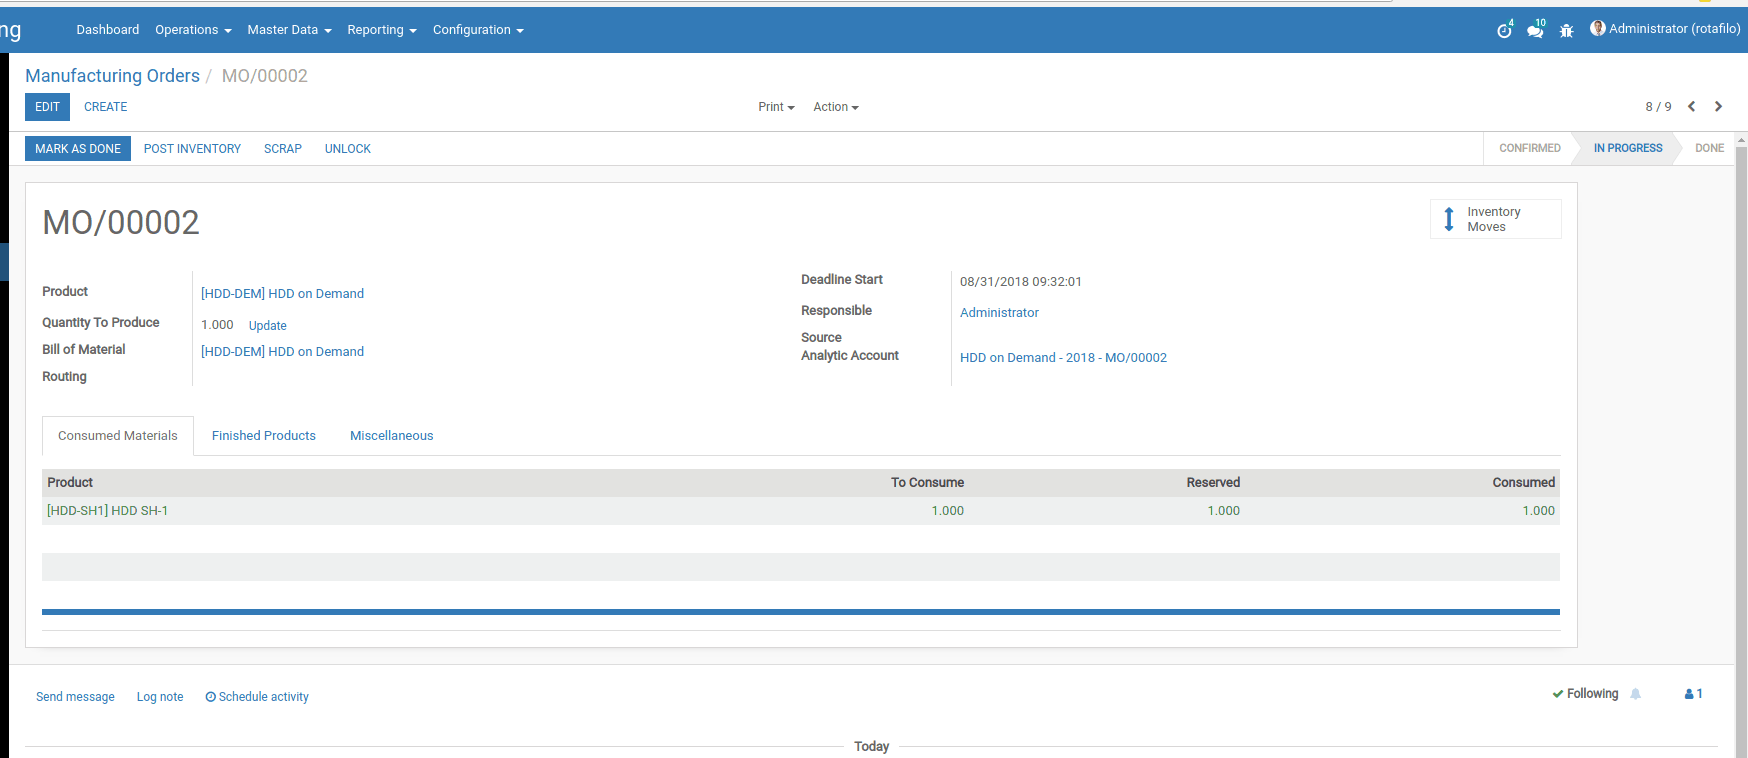 ng Dashboard Operations Master Data Reporting Configuration 4 10 Administrator (rotafilo)
Manufacturing Orders / MO/00002
EDIT CREATE Print Action 8 / 9
MARK AS DONE POST INVENTORY SCRAP UNLOCK CONFIRMED IN PROGRESS DONE
MO/00002
Inventory
Moves
Product [HDD-DEM] HDD on Demand
Quantity To Produce 1.000 Update
Bill of Material [HDD-DEM] HDD on Demand
Routing
Deadline Start 08/31/2018 09:32:01
Responsible Administrator
Source
Analytic Account HDD on Demand - 2018 - MO/00002
Consumed Materials Finished Products Miscellaneous
Product To Consume Reserved Consumed
[HDD-SH1] HDD SH-1 1.000 1.000 1.000
Send message Log note Schedule activity Following 1
Today